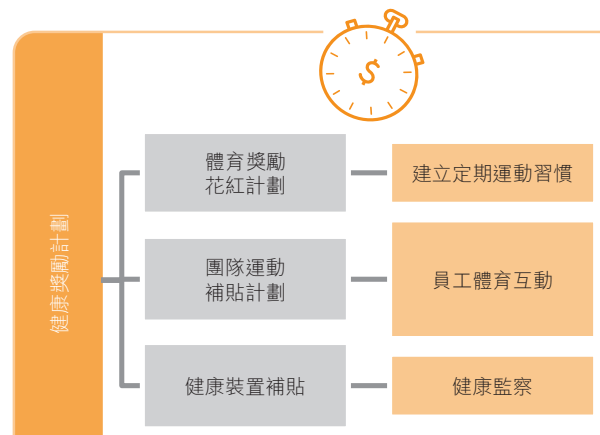 健康獎勵計劃
$
體育獎勵
花紅計劃
建立定期運動習慣
團隊運動
補貼計劃
員工體育互動
健康裝置補貼
健康監察